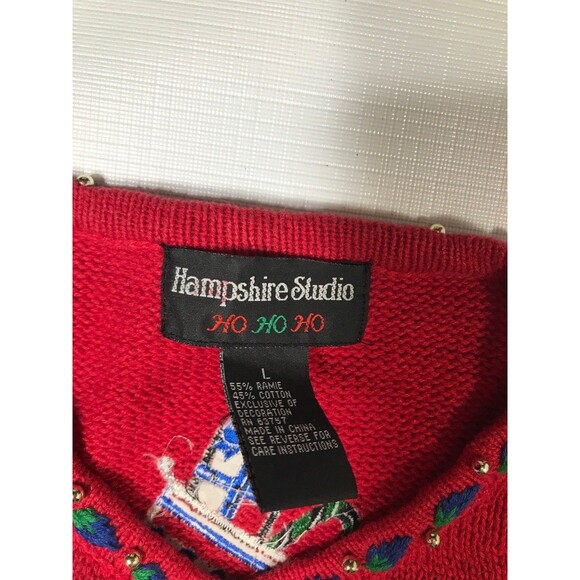 Hampshire Studio
HO HO HO
L
55% RAMIE
45% COTTON
EXCLUSIVE OF
DECORATION
RN 63757
MADE IN CHINA
SEE REVERSE FOR
CARE INSTRUCTIONS